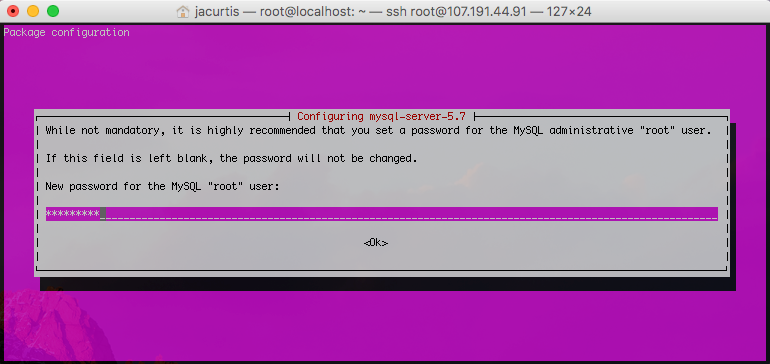 jacurtis — root@localhost: ~ — ssh root@107.191.44.91 — 127×24
Package configuration
Configuring mysql-server-5.7
While not mandatory, it is highly recommended that you set a password for the MySQL administrative "root" user.
If this field is left blank, the password will not be changed.
New password for the MySQL "root" user:
*********
<Ok>